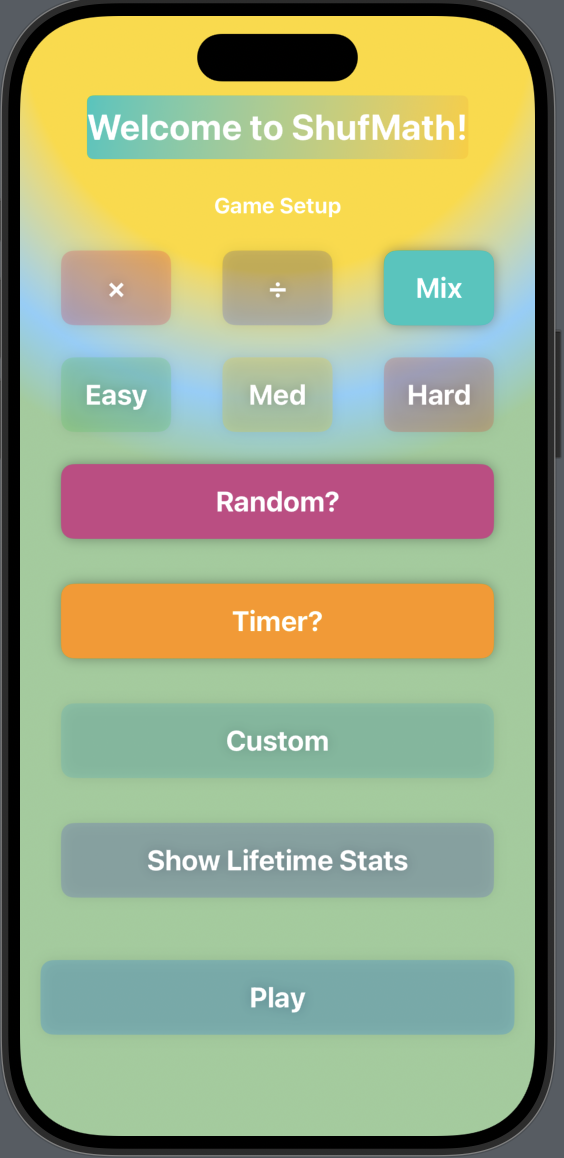 Welcome to ShufMath!
Game Setup
× ÷ Mix
Easy Med Hard
Random?
Timer?
Custom
Show Lifetime Stats
Play